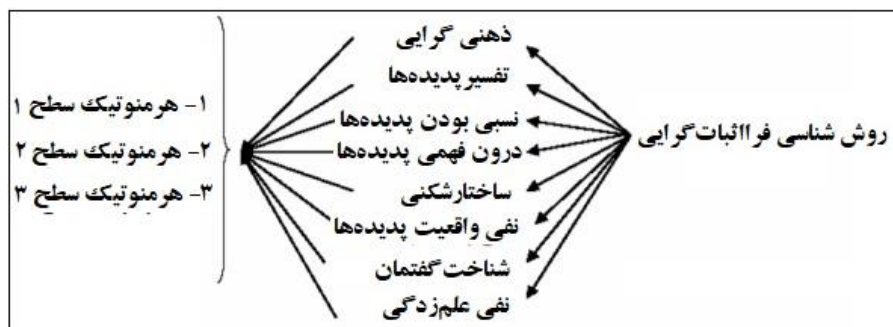 روش شناسی فرااثبات‌گرایی
ذهنی گرایی
تفسیر پدیده‌ها
نسبی بودن پدیده‌ها
درون فهمی پدیده‌ها
ساختارشکنی
نفی واقعیت پدیده‌ها
شناخت گفتمان
نفی علم‌زدگی
۱- هرمنوتیک سطح ۱
۲- هرمنوتیک سطح ۲
۳- هرمنوتیک سطح ۳